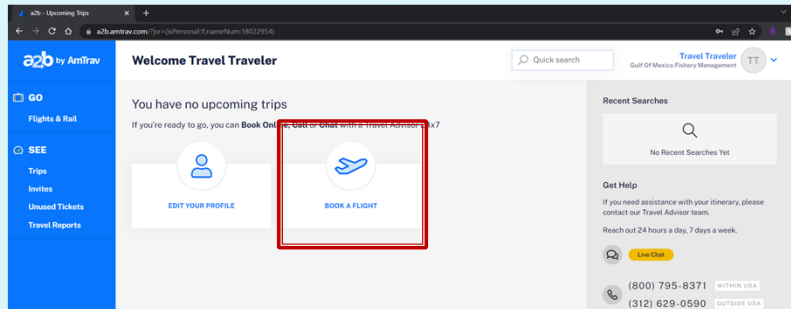 a2b - Upcoming Trips
a2b.amtrav.com/?jsr=(isPersonal:!f,nameNum:18022954)
a2b by AmTrav
Welcome Travel Traveler
Quick search
Travel Traveler
Gulf Of Mexico Fishery Management
TT
GO
Flights & Rail
SEE
Trips
Invites
Unused Tickets
Travel Reports
You have no upcoming trips
If you're ready to go, you can Book Online, Call or Chat with a Travel Advisor 24x7
EDIT YOUR PROFILE
BOOK A FLIGHT
Recent Searches
No Recent Searches Yet
Get Help
If you need assistance with your itinerary, please
contact our Travel Advisor team.
Reach out 24 hours a day, 7 days a week.
Live Chat
(800) 795-8371 WITHIN USA
(312) 629-0590 OUTSIDE USA